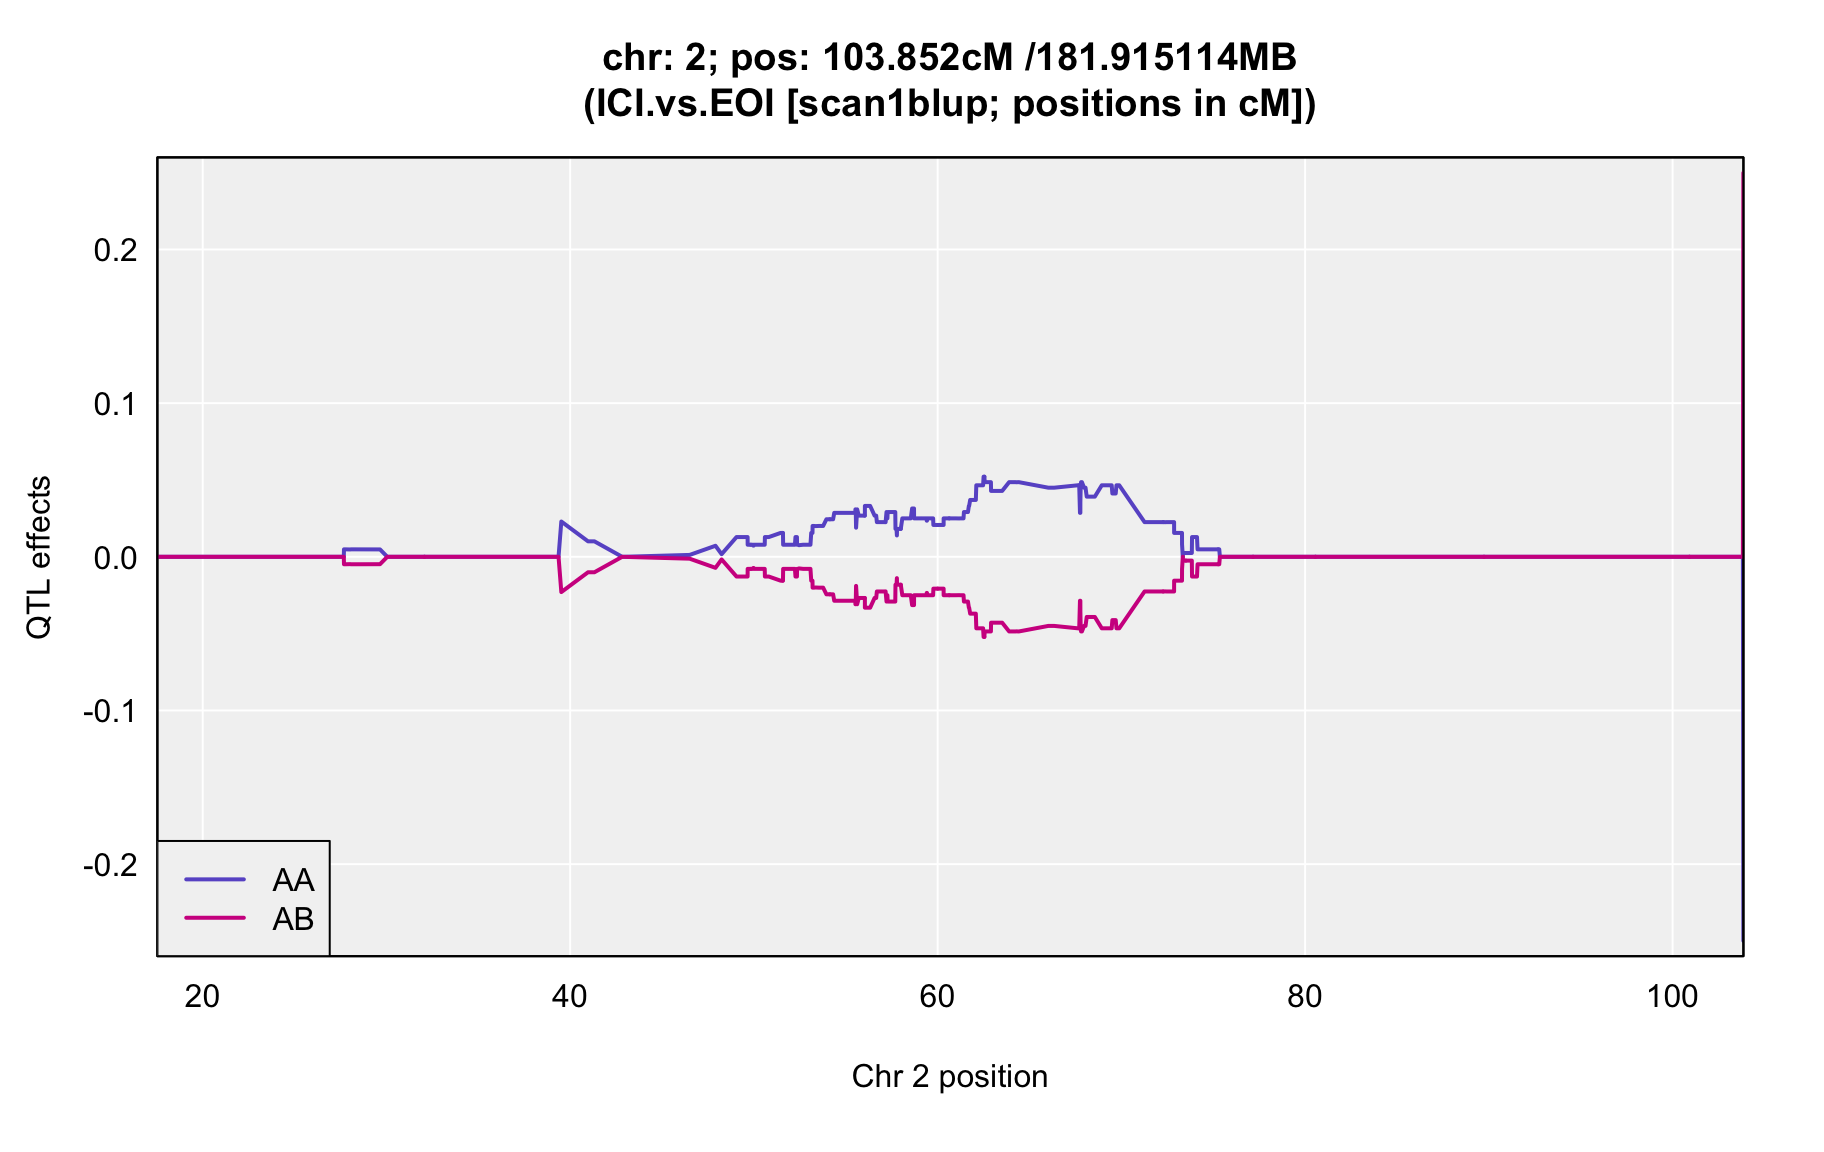 chr: 2; pos: 103.852cM /181.915114MB
(ICI.vs.EOI [scan1blup; positions in cM])
QTL effects
0.2
0.1
0.0
-0.1
-0.2
AA
AB
20 40 60 80 100
Chr 2 position